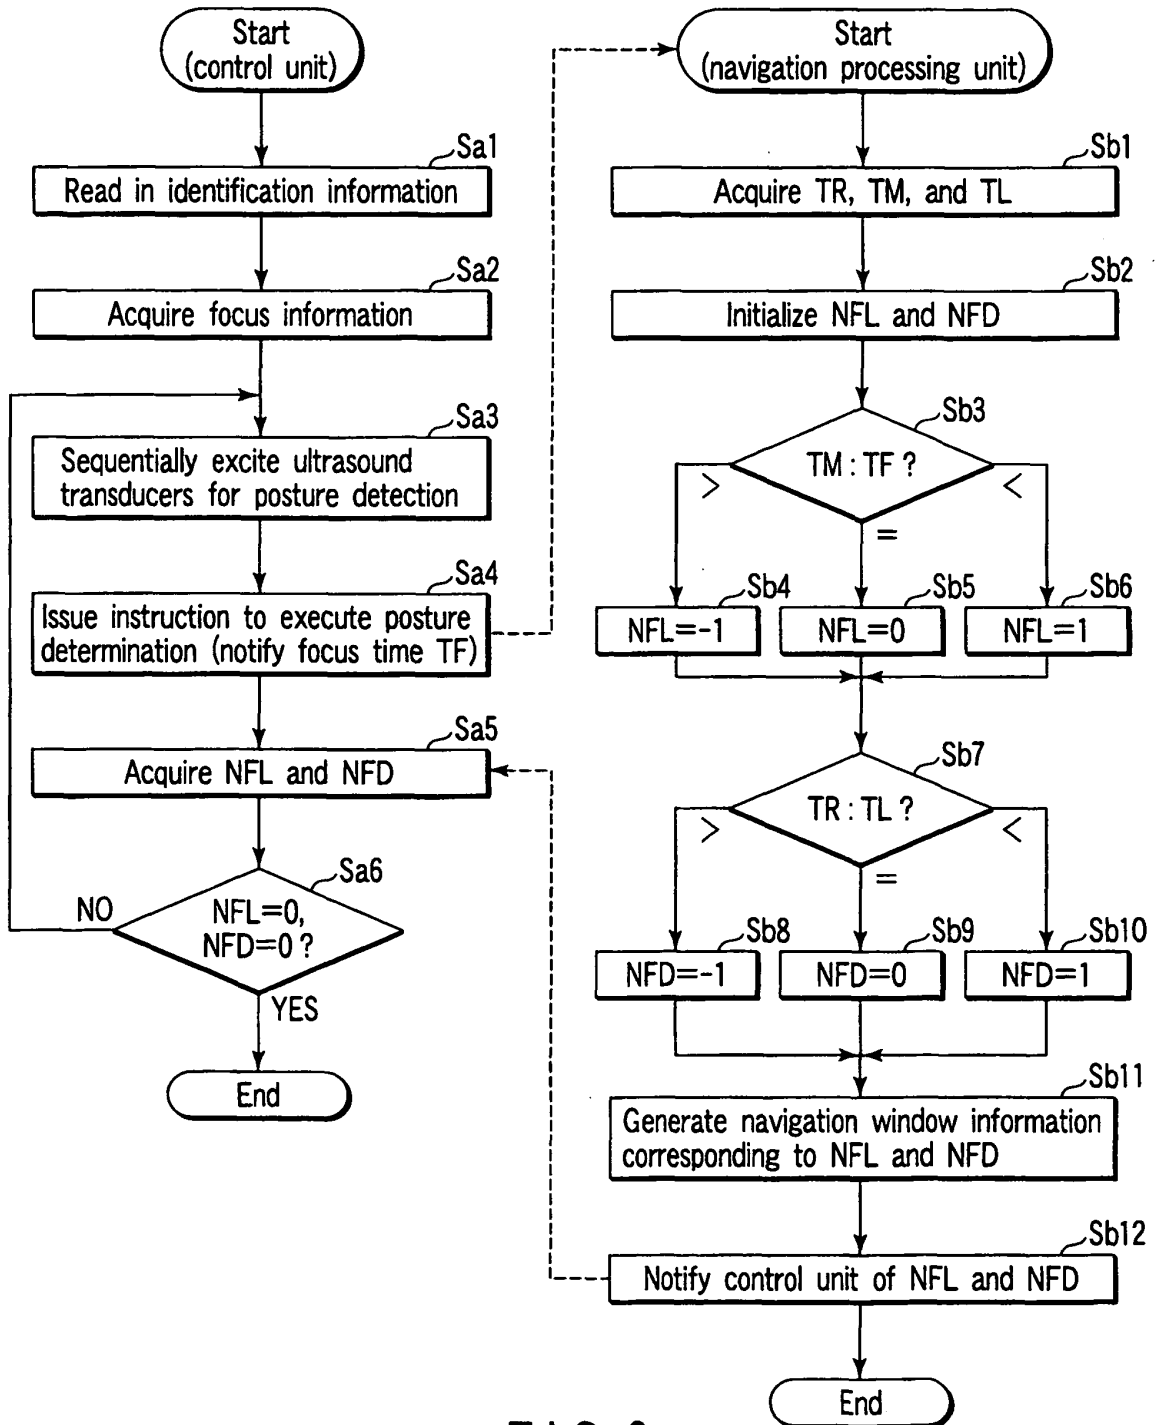 Start
(control unit)
Sa1
Read in identification information
Sa2
Acquire focus information
Sa3
Sequentially excite ultrasound
transducers for posture detection
Sa4
Issue instruction to execute posture
determination (notify focus time TF)
Sa5
Acquire NFL and NFD
Sa6
NFL=0,
NFD=0?
NO
YES
End
Start
(navigation processing unit)
Sb1
Acquire TR, TM, and TL
Sb2
Initialize NFL and NFD
Sb3
TM : TF ?
>
=
<
Sb4
NFL=-1
Sb5
NFL=0
Sb6
NFL=1
Sb7
TR : TL ?
>
=
<
Sb8
NFD=-1
Sb9
NFD=0
Sb10
NFD=1
Sb11
Generate navigation window information
corresponding to NFL and NFD
Sb12
Notify control unit of NFL and NFD
End